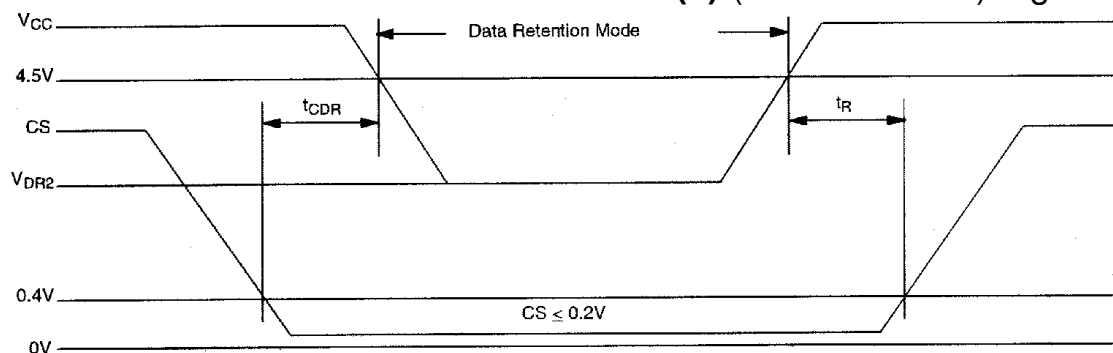 VCC
Data Retention Mode
4.5V
tCDR
tR
CS
VDR2
0.4V
CS ≤ 0.2V
0V